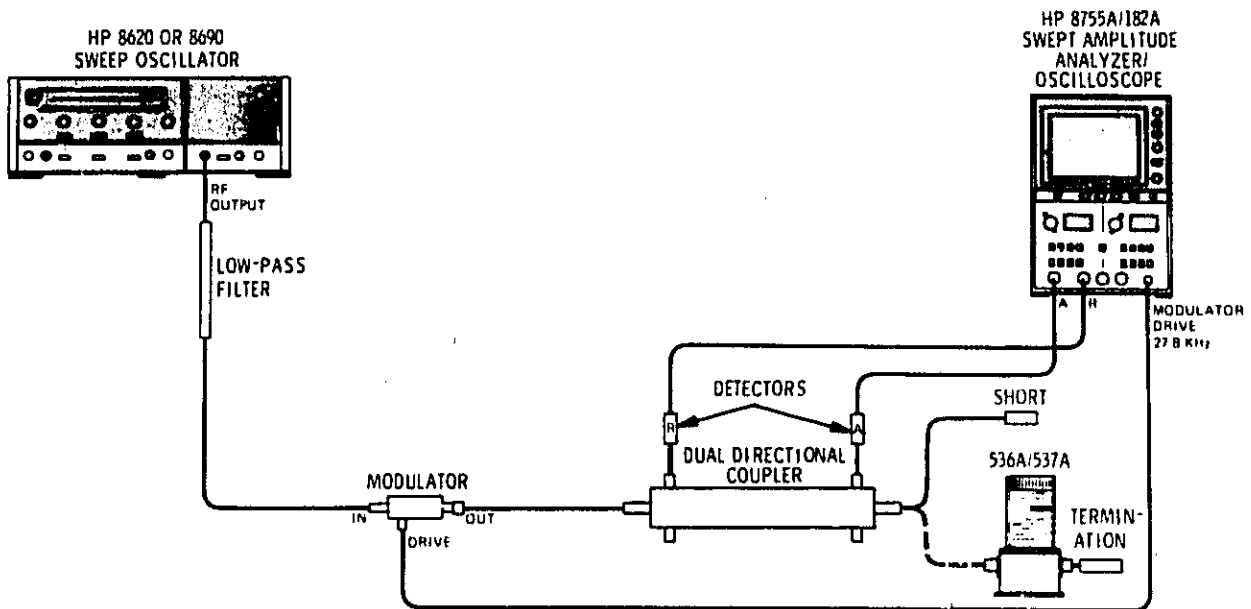 HP 8620 OR 8690
SWEEP OSCILLATOR
HP 8755A/182A
SWEPT AMPLITUDE
ANALYZER/
OSCILLOSCOPE
RF
OUTPUT
LOW-PASS
FILTER
A
R
MODULATOR
DRIVE
27 8 KHz
DETECTORS
SHORT
R
A
DUAL DIRECTIONAL
COUPLER
536A/537A
MODULATOR
TERMIN-
ATION
IN
OUT
DRIVE